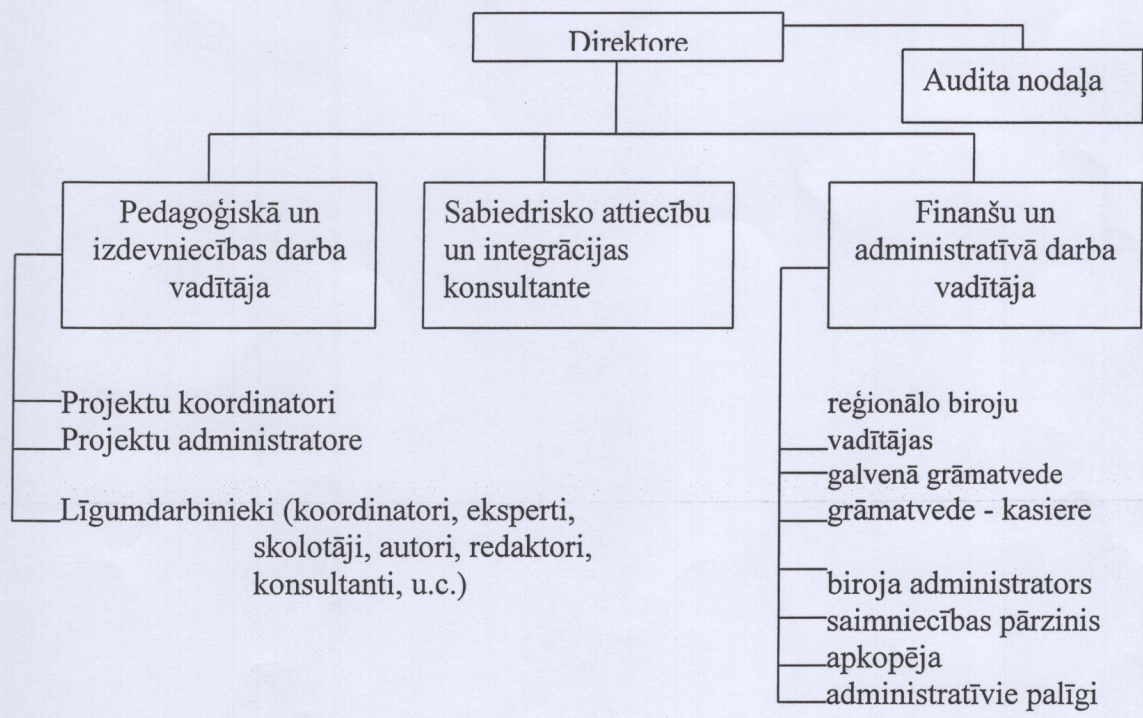 Direktore
Audita nodaļa
Pedagoģiskā un
izdevniecības darba
vadītāja
Sabiedrisko attiecību
un integrācijas
konsultante
Finanšu un
administratīvā darba
vadītāja
Projektu koordinatori
Projektu administratore
Līgumdarbinieki (koordinatori, eksperti,
skolotāji, autori, redaktori,
konsultanti, u.c.)
reģionālo biroju
vadītājas
galvenā grāmatvede
grāmatvede - kasiere
biroja administrators
saimniecības pārzinis
apkopēja
administratīvie palīgi